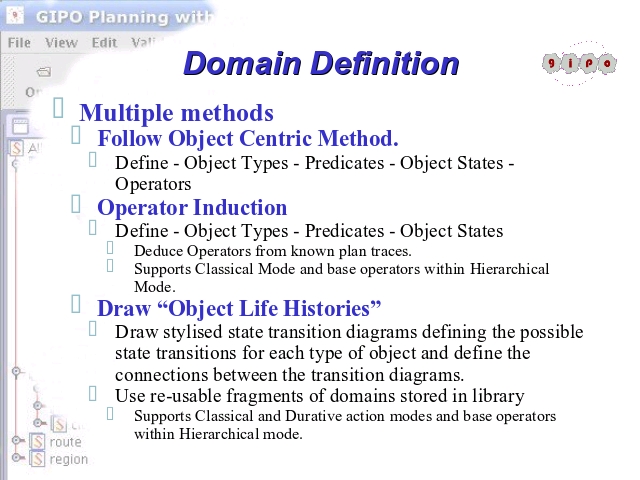 GIPO Planning with
File View Edit
Domain Definition
g i p o
Multiple methods
Follow Object Centric Method.
Define - Object Types - Predicates - Object States -
Operators
Operator Induction
Define - Object Types - Predicates - Object States
Deduce Operators from known plan traces.
Supports Classical Mode and base operators within Hierarchical
Mode.
Draw “Object Life Histories”
Draw stylised state transition diagrams defining the possible
state transitions for each type of object and define the
connections between the transition diagrams.
Use re-usable fragments of domains stored in library
Supports Classical and Durative action modes and base operators
within Hierarchical mode.
S route
S region